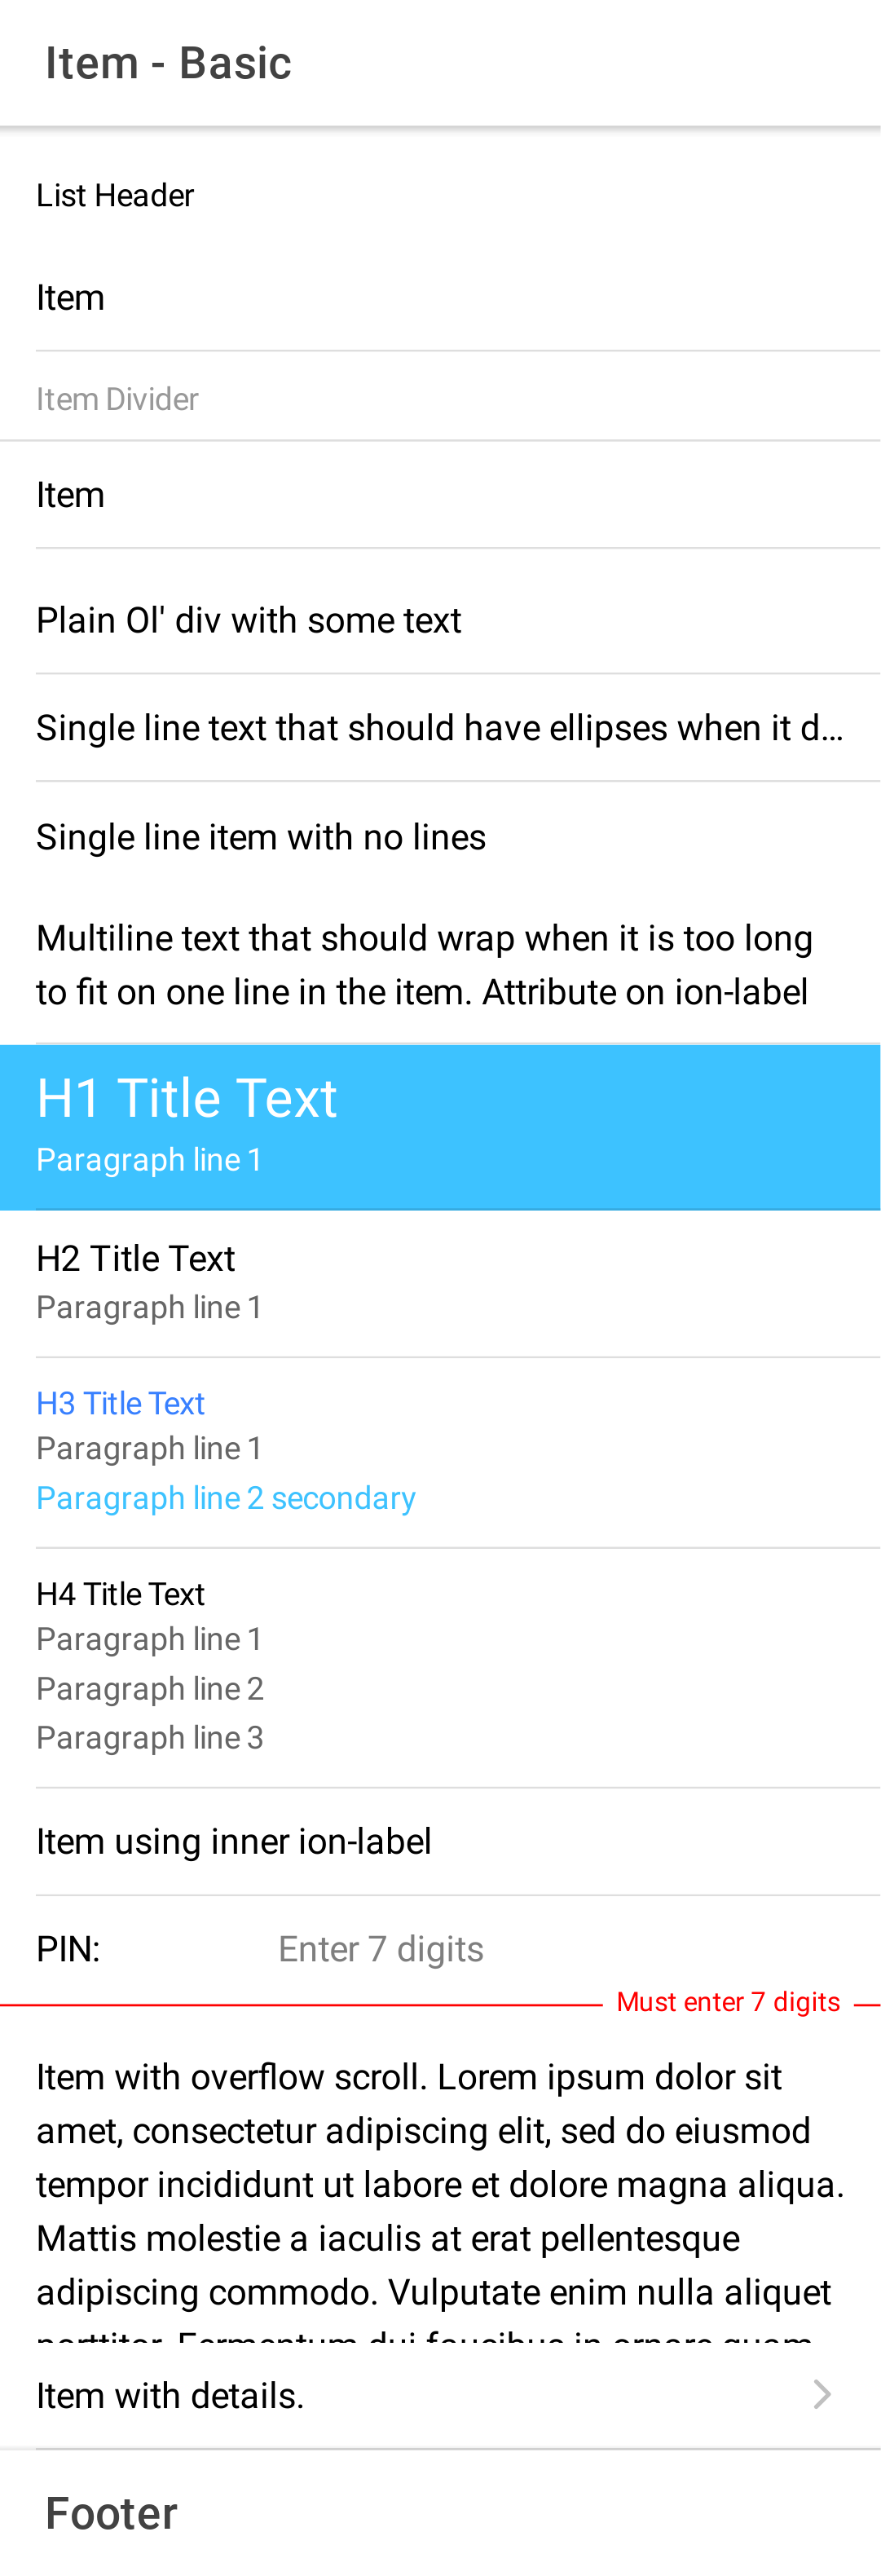 Item - Basic
List Header
Item
Item Divider
Item
Plain Ol' div with some text
Single line text that should have ellipses when it d...
Single line item with no lines
Multiline text that should wrap when it is too long
to fit on one line in the item. Attribute on ion-label
H1 Title Text
Paragraph line 1
H2 Title Text
Paragraph line 1
H3 Title Text
Paragraph line 1
Paragraph line 2 secondary
H4 Title Text
Paragraph line 1
Paragraph line 2
Paragraph line 3
Item using inner ion-label
PIN: Enter 7 digits
Must enter 7 digits
Item with overflow scroll. Lorem ipsum dolor sit
amet, consectetur adipiscing elit, sed do eiusmod
tempor incididunt ut labore et dolore magna aliqua.
Mattis molestie a iaculis at erat pellentesque
adipiscing commodo. Vulputate enim nulla aliquet
porttitor. Fermentum dui faucibus in ornare quam
Item with details.
Footer